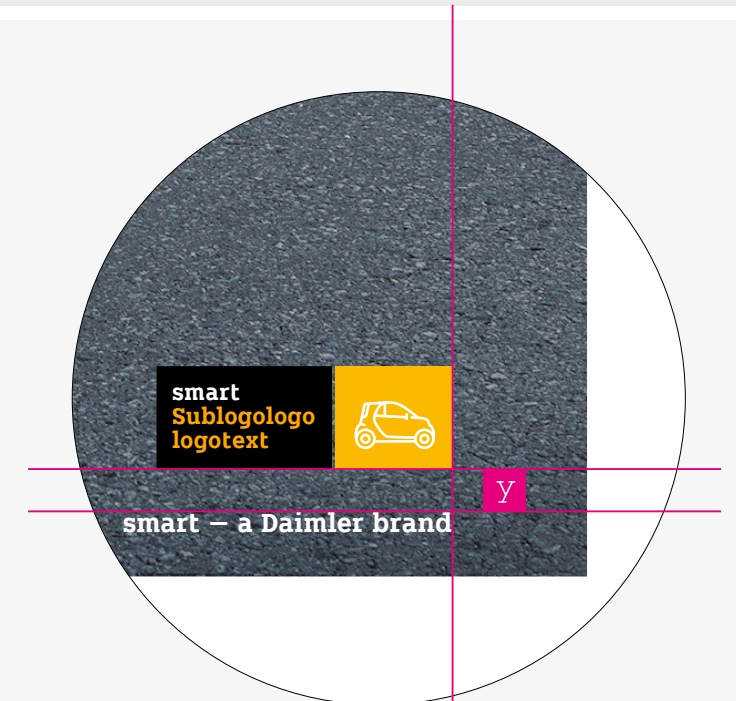 smart
Sublogologo
logotext
y
smart – a Daimler brand